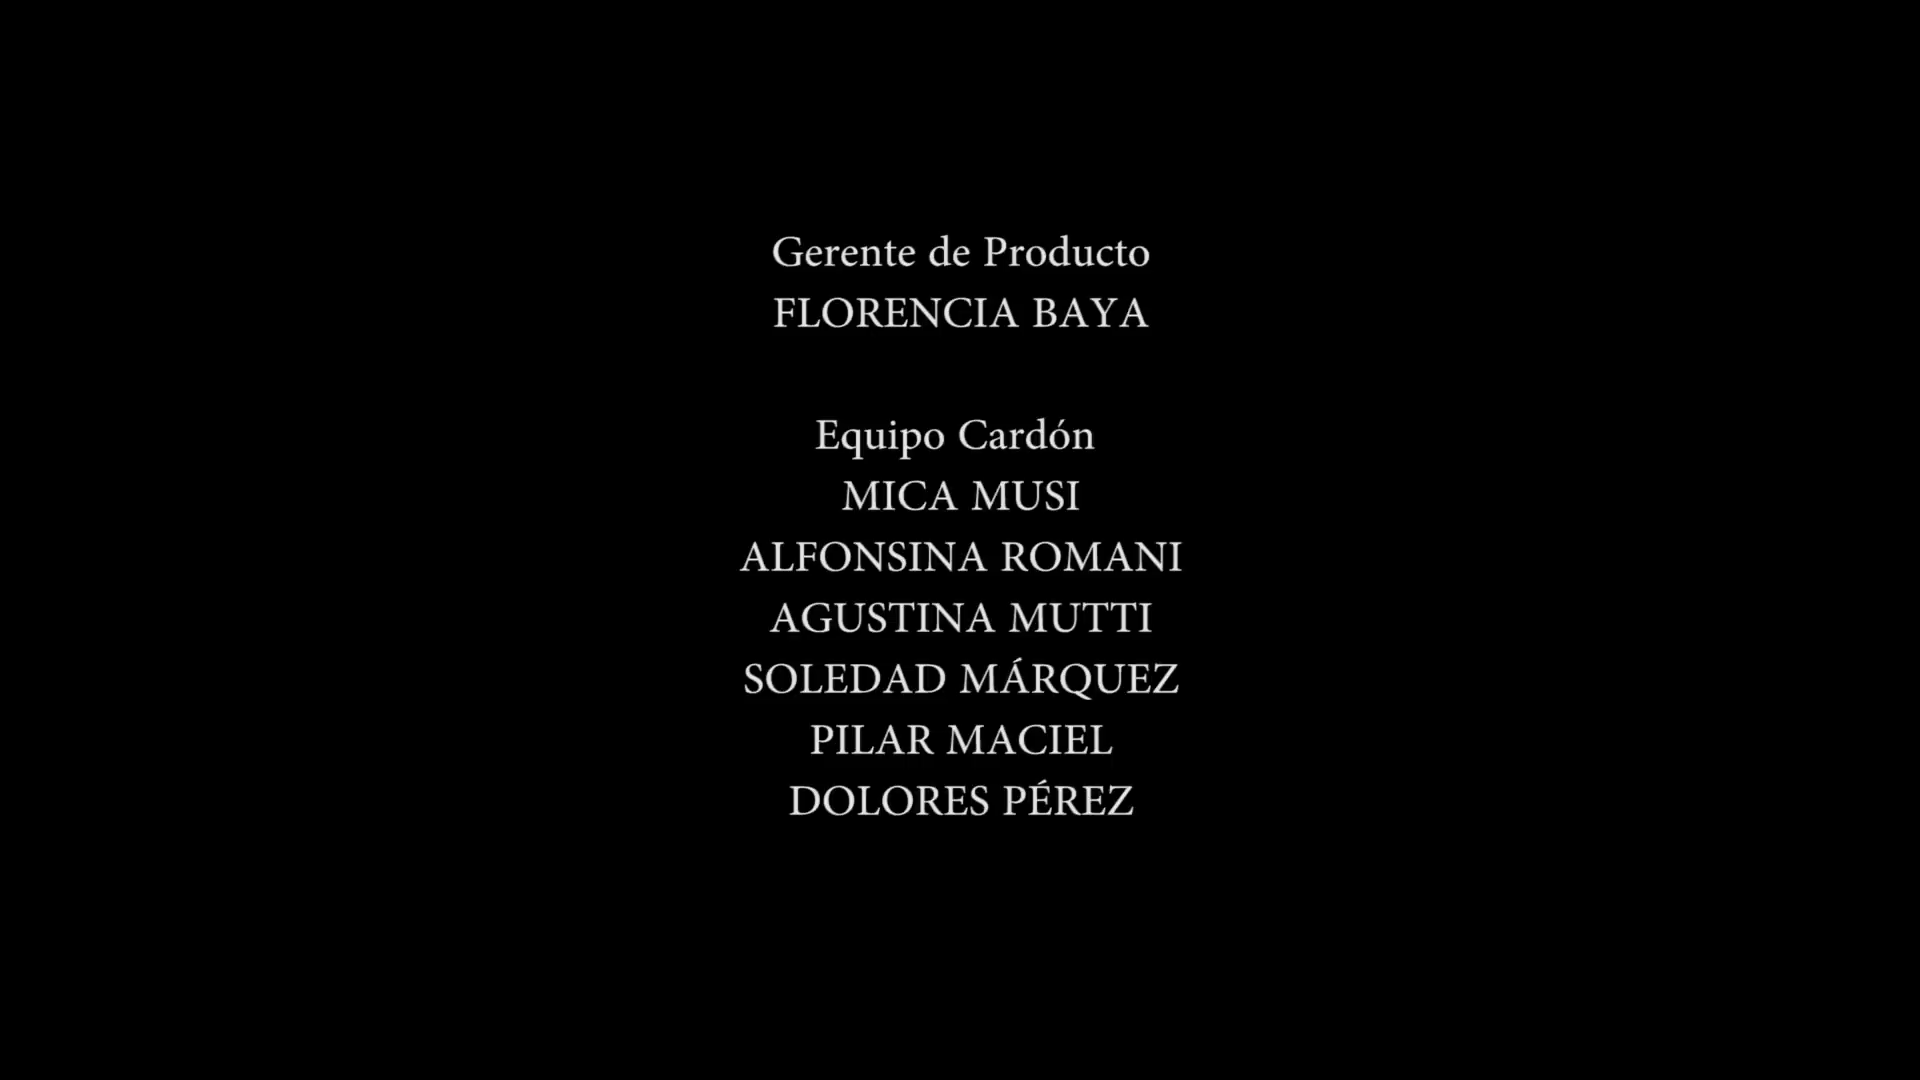 Gerente de Producto
FLORENCIA BAYA
Equipo Cardón
MICA MUSI
ALFONSINA ROMANI
AGUSTINA MUTTI
SOLEDAD MÁRQUEZ
PILAR MACIEL
DOLORES PÉREZ